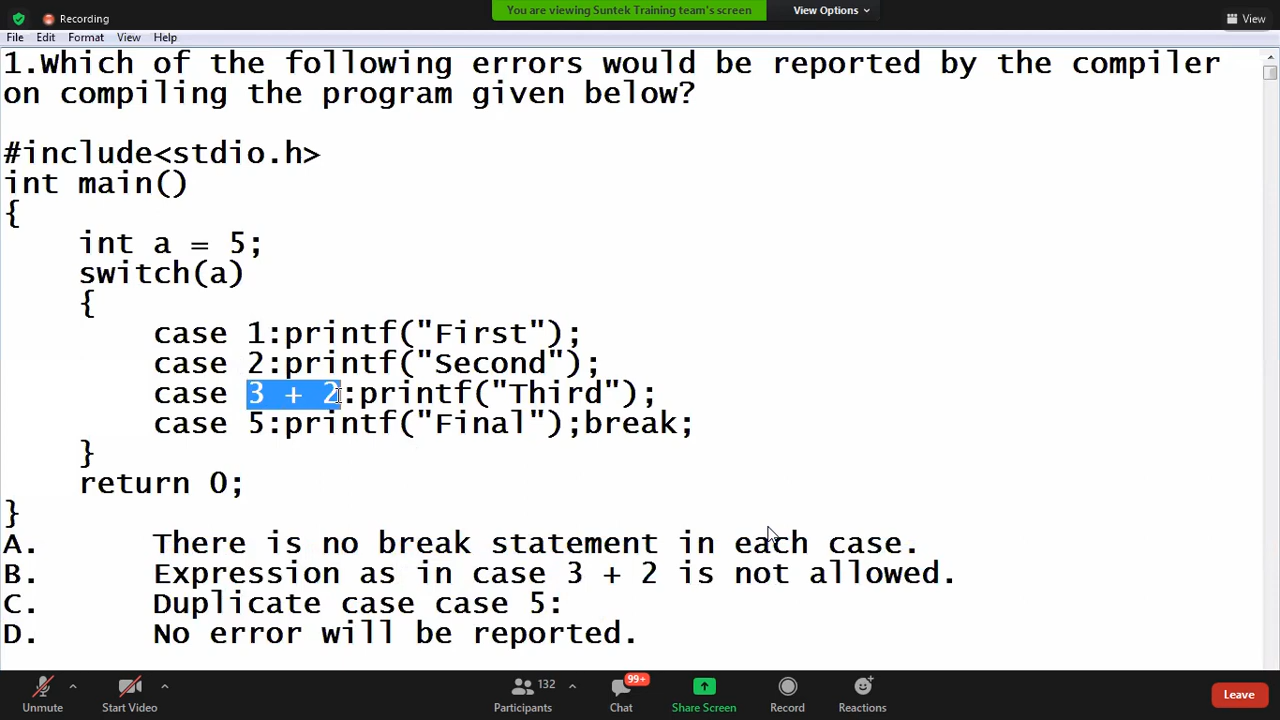 Recording
You are viewing Suntek Training team's screen
View Options
View
File Edit Format View Help
1.Which of the following errors would be reported by the compiler
on compiling the program given below?
#include<stdio.h>
int main()
{
int a = 5;
switch(a)
{
case 1:printf("First");
case 2:printf("Second");
case 3 + 2:printf("Third");
case 5:printf("Final");break;
}
return 0;
}
A. There is no break statement in each case.
B. Expression as in case 3 + 2 is not allowed.
C. Duplicate case case 5:
D. No error will be reported.
Unmute
Start Video
132
Participants
99+
Chat
Share Screen
Record
Reactions
Leave